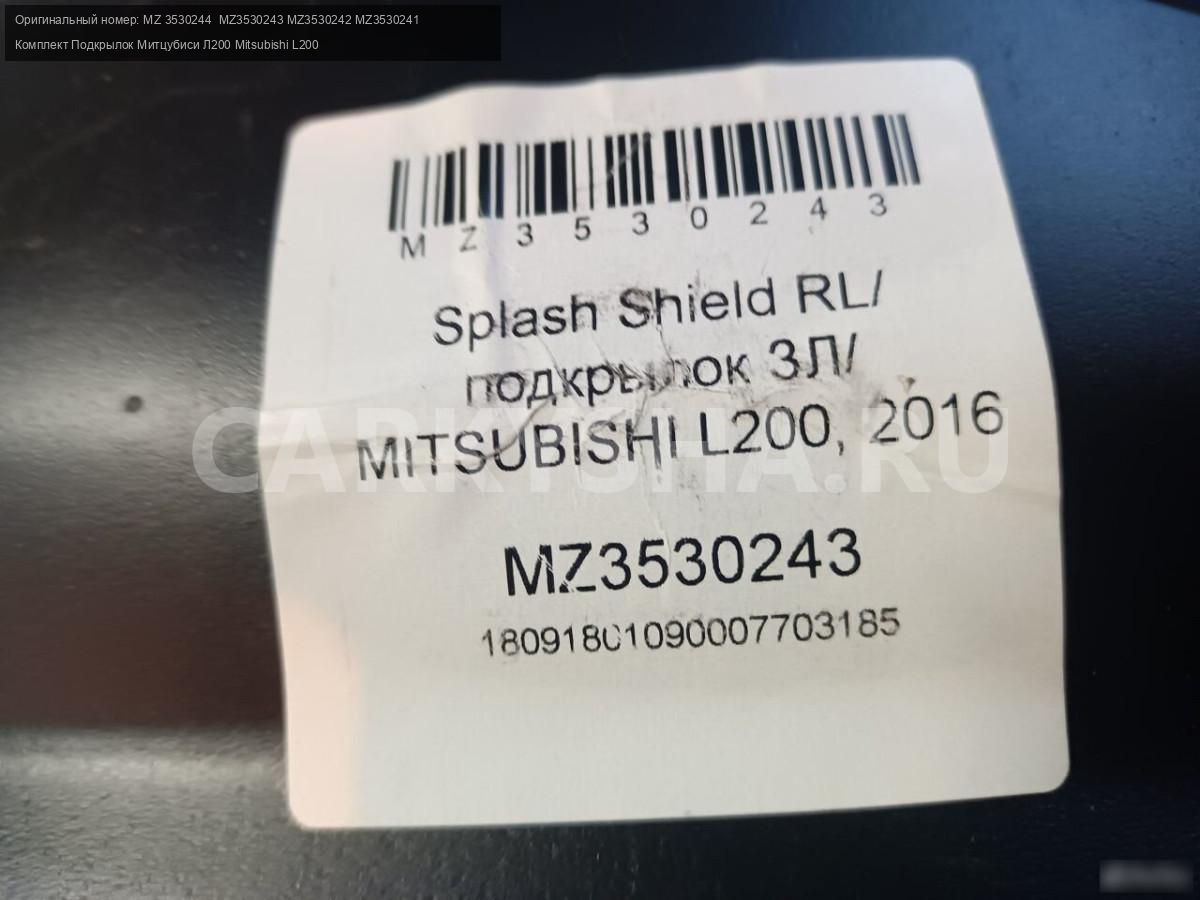 Оригинальный номер: MZ 3530244  MZ3530243 MZ3530242 MZ3530241
Комплект Подкрылок Митцубиси Л200 Mitsubishi L200
MZ3530243
Splash Shield RL/
подкрылок ЗЛ/
MITSUBISHI L200, 2016
CARKYSHA.RU
MZ3530243
18091801090007703185